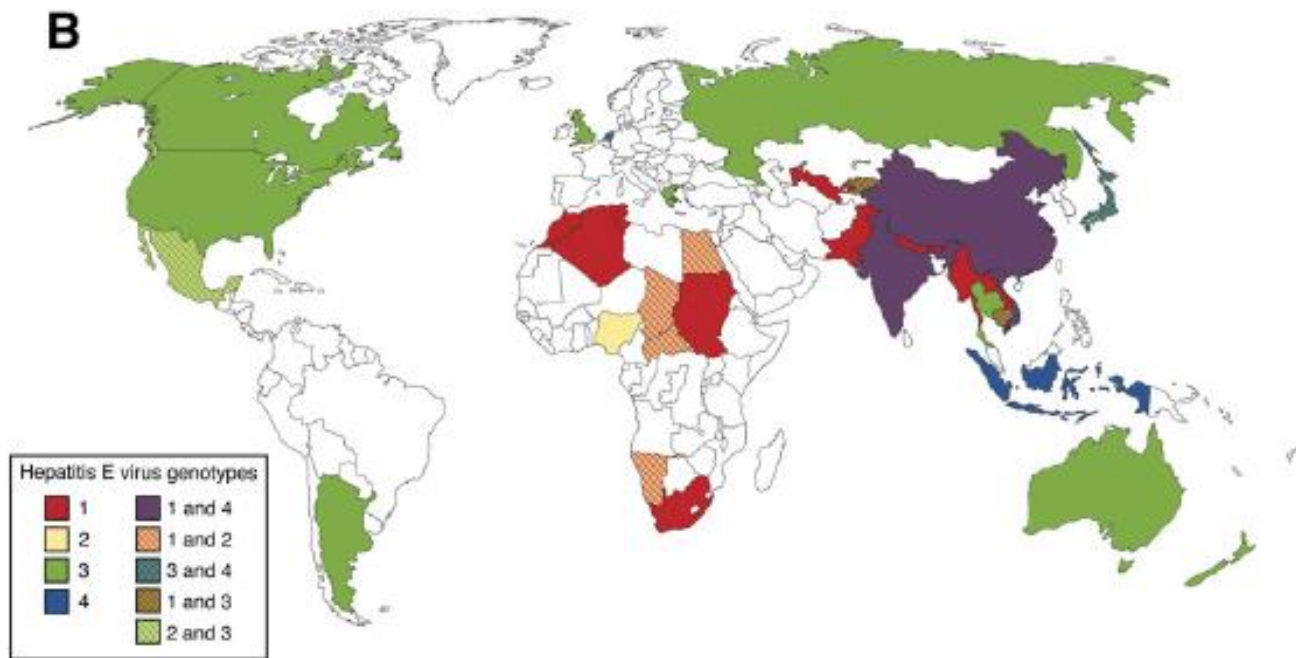 B
Hepatitis E virus genotypes
1
2
3
4
1 and 4
1 and 2
3 and 4
1 and 3
2 and 3